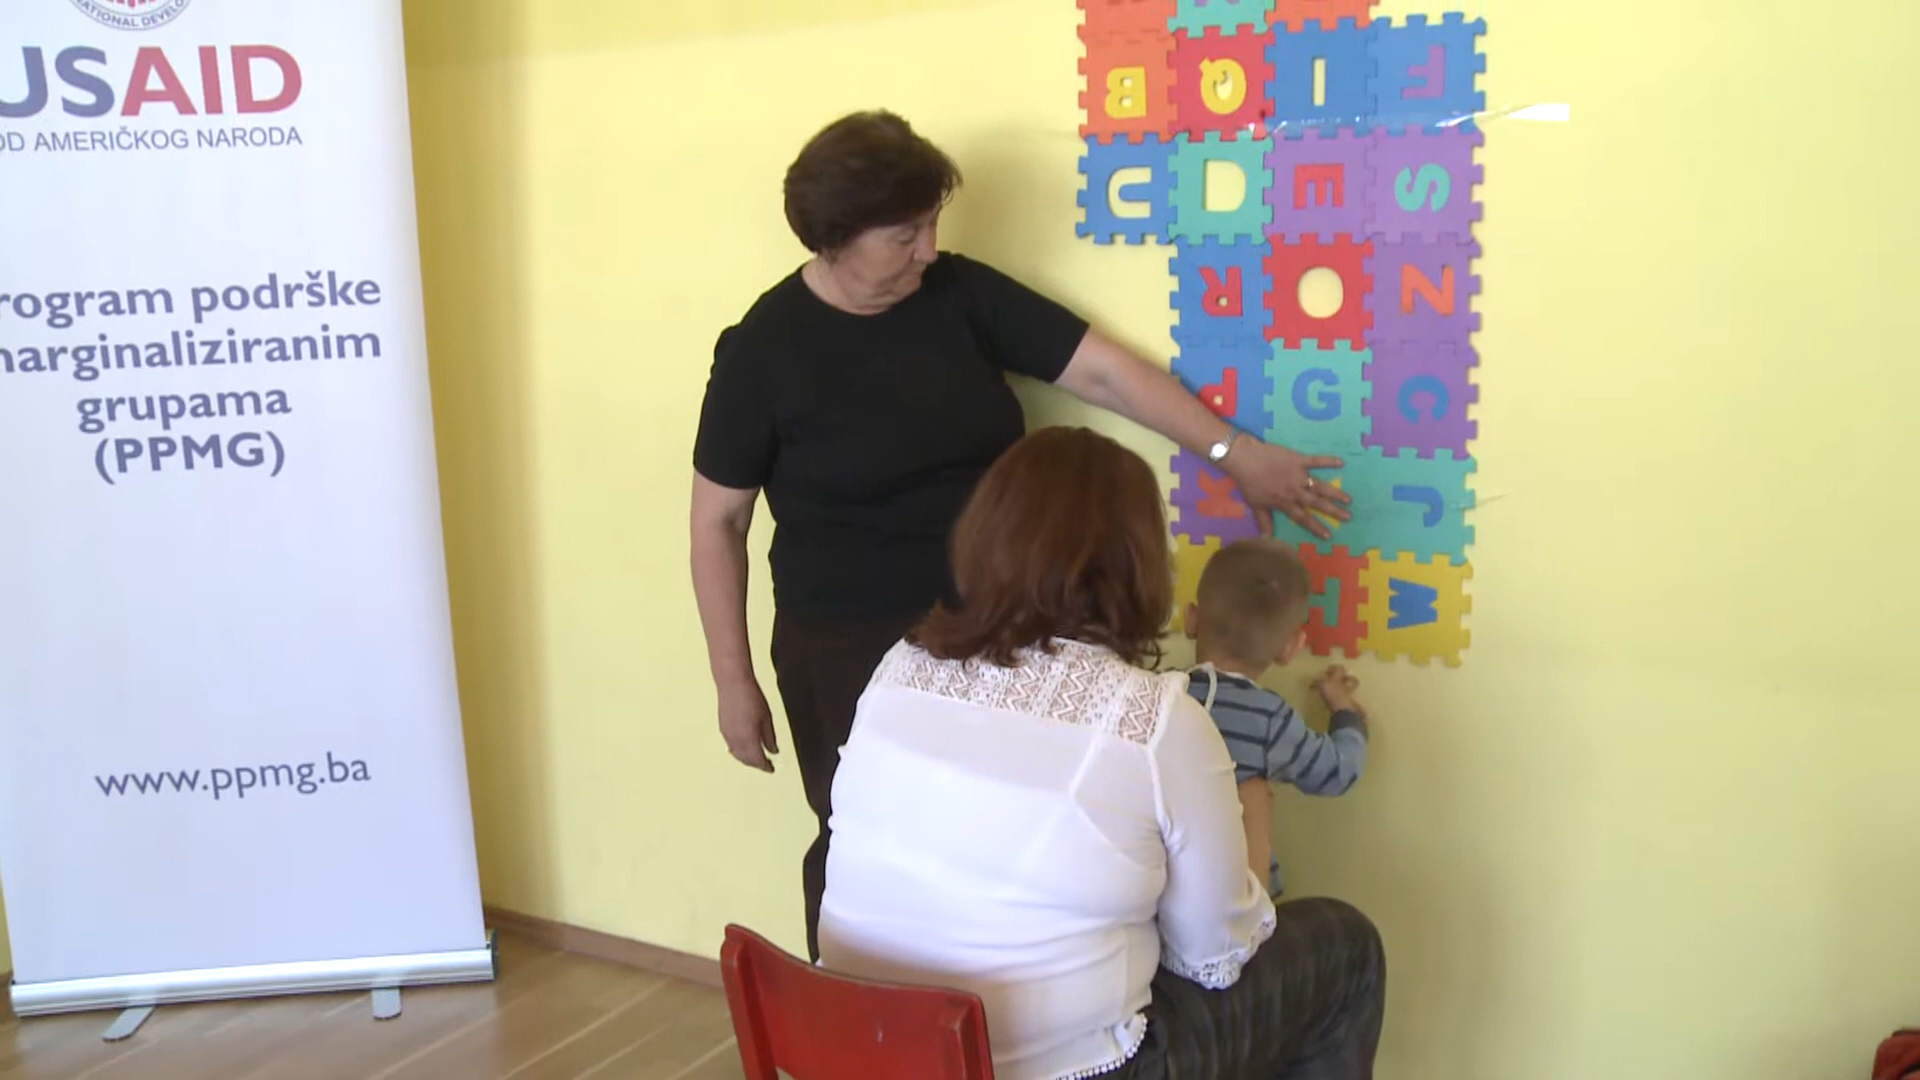 USAID
OD AMERIČKOG NARODA
rogram podrške
marginaliziranim
grupama
(PPMG)
www.ppmg.ba
B Q I F
U D E S
R O Z
P G C
K J
T M